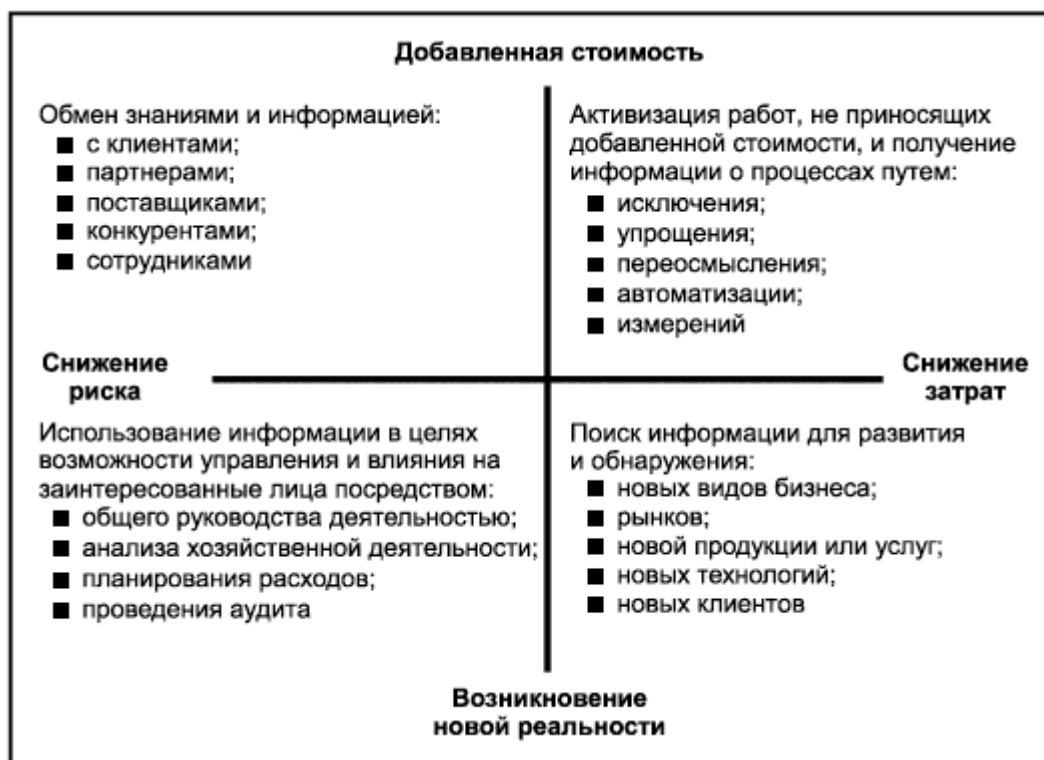 Добавленная стоимость
Обмен знаниями и информацией:
■ с клиентами;
■ партнерами;
■ поставщиками;
■ конкурентами;
■ сотрудниками
Активизация работ, не приносящих
добавленной стоимости, и получение
информации о процессах путем:
■ исключения;
■ упрощения;
■ переосмысления;
■ автоматизации;
■ измерений
Снижение
риска
Снижение
затрат
Использование информации в целях
возможности управления и влияния на
заинтересованные лица посредством:
■ общего руководства деятельностью;
■ анализа хозяйственной деятельности;
■ планирования расходов;
■ проведения аудита
Поиск информации для развития
и обнаружения:
■ новых видов бизнеса;
■ рынков;
■ новой продукции или услуг;
■ новых технологий;
■ новых клиентов
Возникновение
новой реальности